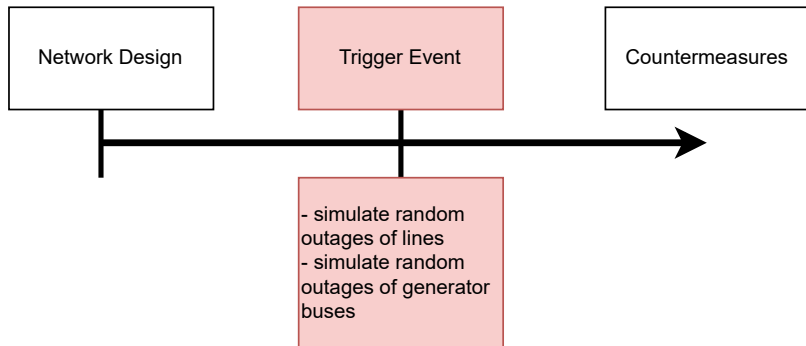 Network Design
Trigger Event
Countermeasures
- simulate random
outages of lines
- simulate random
outages of generator
buses